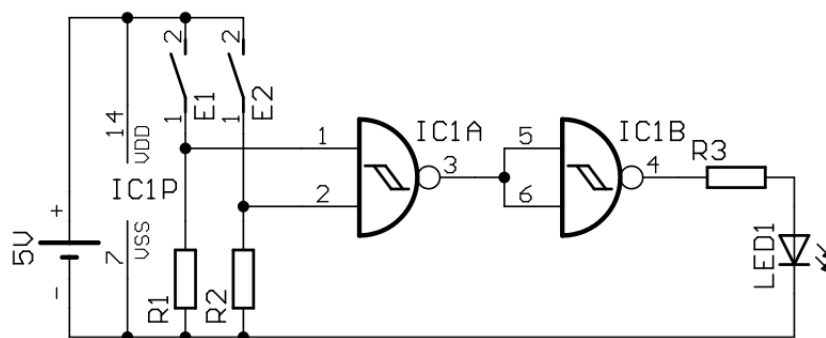 2
2
E1
E2
1
1
14
VDD
IC1P
1
2
IC1A
3
5
6
IC1B
4
R3
+
5V
-
7
VSS
R1
R2
LED1